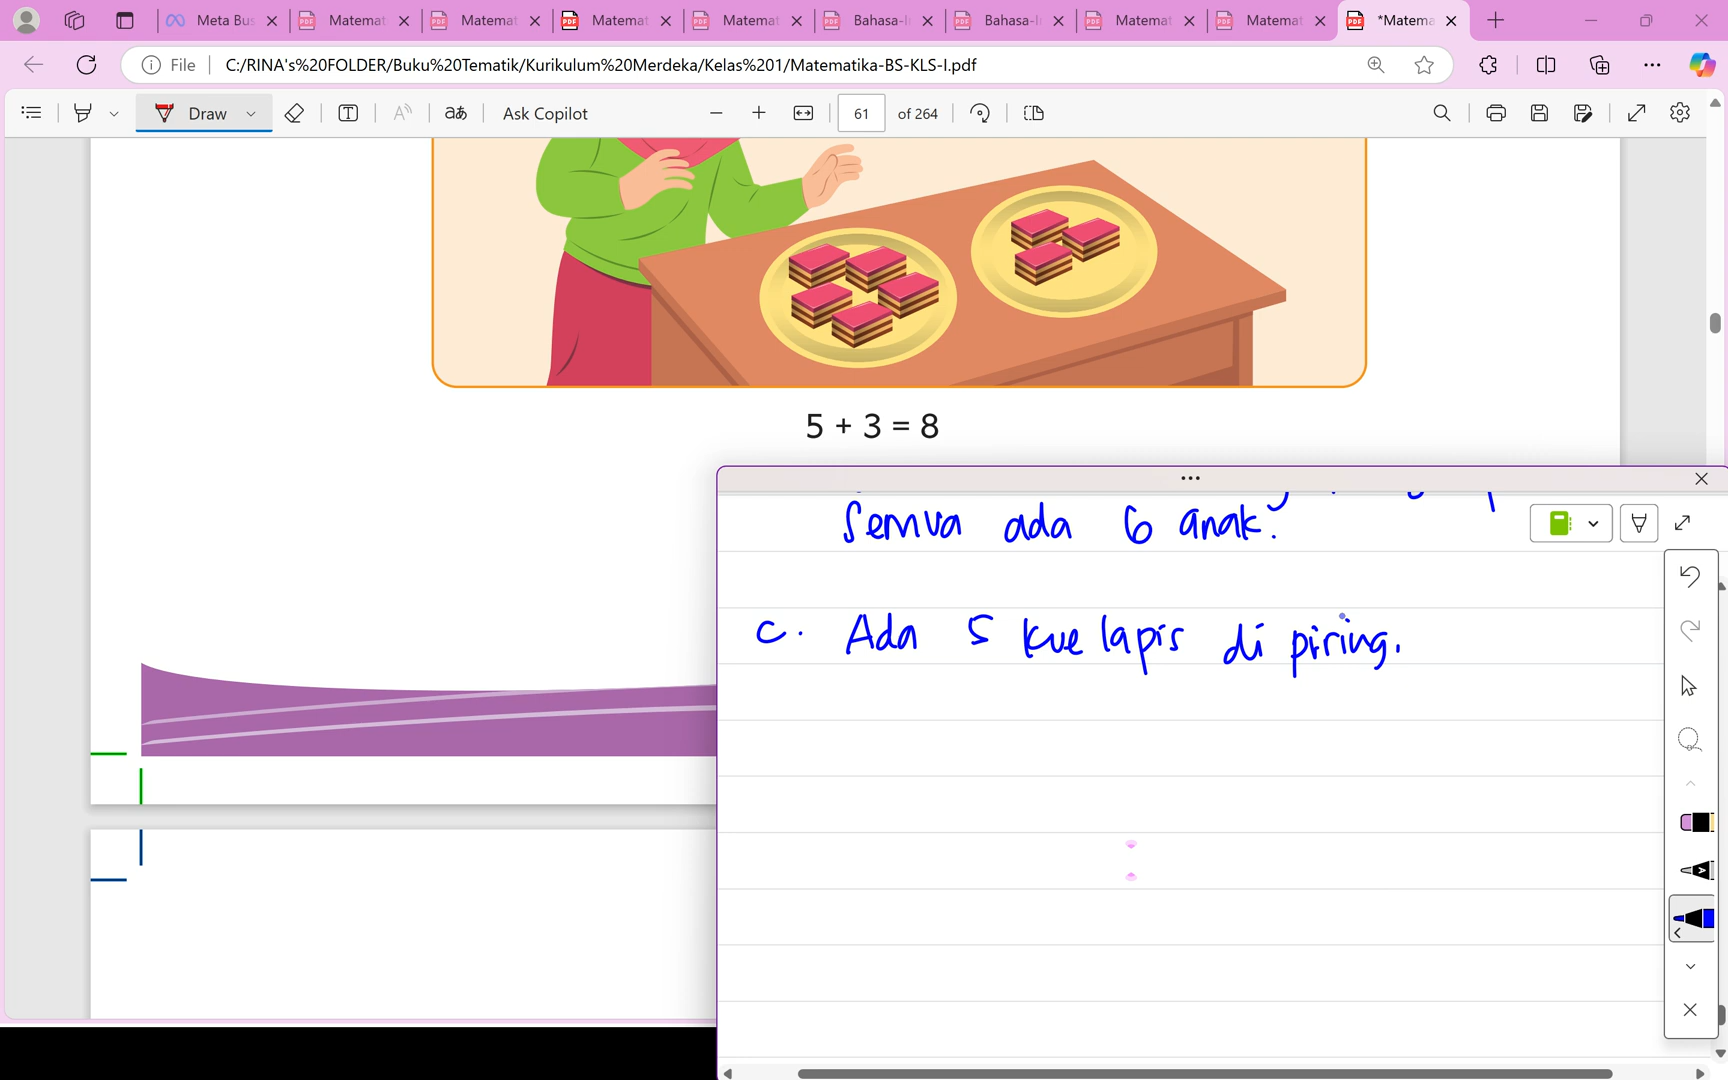 Meta Bus
Matemat
Matemat
Matemat
Matemat
Bahasa-I
Bahasa-I
Matemat
Matemat
*Matema
File
C:/RINA's%20FOLDER/Buku%20Tematik/Kurikulum%20Merdeka/Kelas%201/Matematika-BS-KLS-I.pdf
Draw
Ask Copilot
61
of 264
5 + 3 = 8
Semua ada 6 anak.
c. Ada 5 kue lapis di piring.